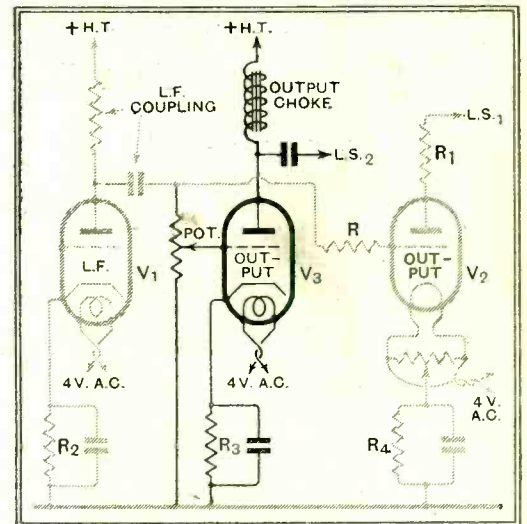 + H.T.
+ H.T.
L.F.
COUPLING
OUTPUT
CHOKE
L.S.2
L.S.1
R1
R
POT.
L.F.
V1
OUT-
PUT
V3
OUT-
PUT
V2
4 V. A.C.
4 V. A.C.
4 V.
A.C.
R2
R3
R4